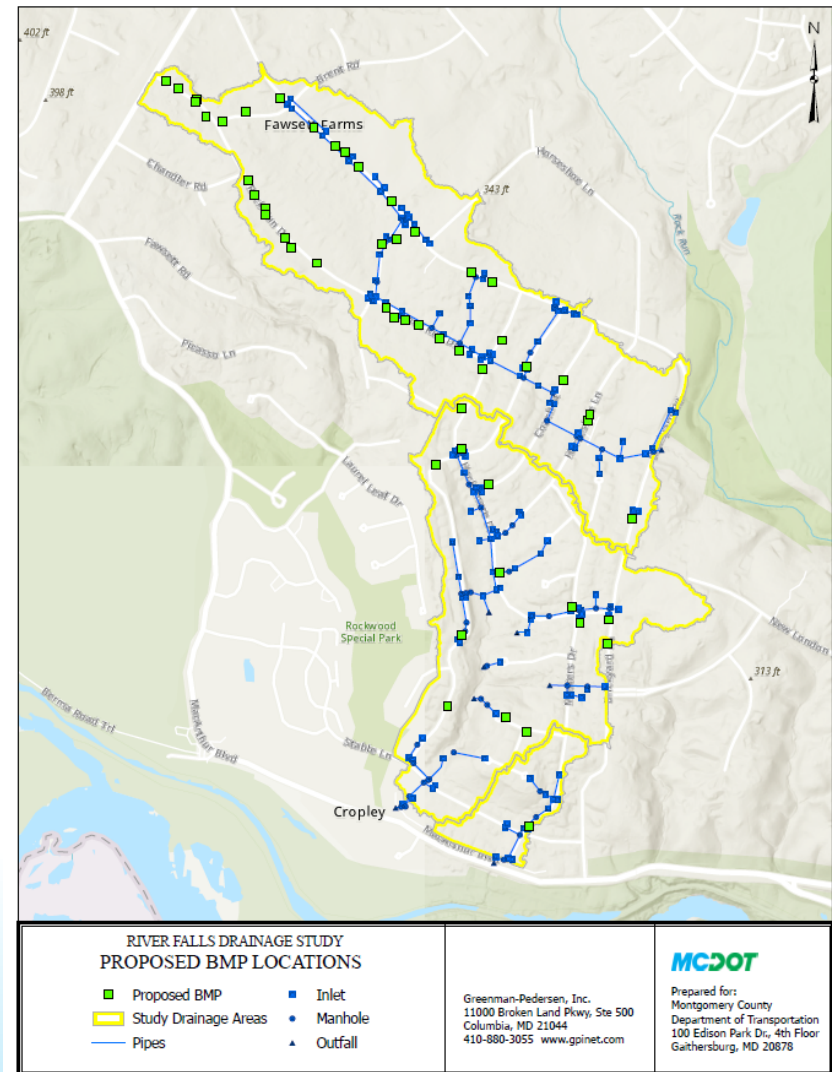 402 ft
N
398 ft
Brent Rd
Fawsett Farms
Horseshoe Ln
Chandler Rd
343 ft
Rock Run
Fawsett Rd
Picasso Ln
Laurel Leaf Dr
Rockwood
Special Park
New London
313 ft
Berma Road Trl
MacArthur Blvd
Stable Ln
Cropley
RIVER FALLS DRAINAGE STUDY
PROPOSED BMP LOCATIONS
Proposed BMP
Inlet
Study Drainage Areas
Manhole
Pipes
Outfall
Greenman-Pedersen, Inc.
11000 Broken Land Pkwy, Ste 500
Columbia, MD 21044
410-880-3055 www.gpinet.com
MCDOT
Prepared for:
Montgomery County
Department of Transportation
100 Edison Park Dr., 4th Floor
Gaithersburg, MD 20878